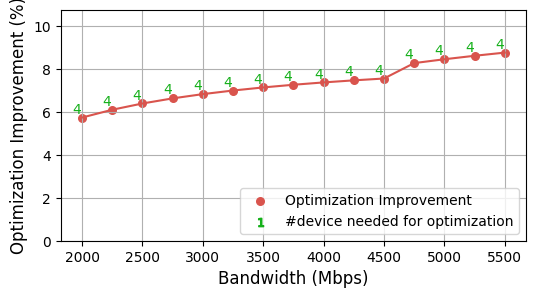 Optimization Improvement (%)
10
8
6
4
2
0
4 4 4 4 4 4 4 4 4 4 4 4 4 4 4
Optimization Improvement
1 #device needed for optimization
2000 2500 3000 3500 4000 4500 5000 5500
Bandwidth (Mbps)